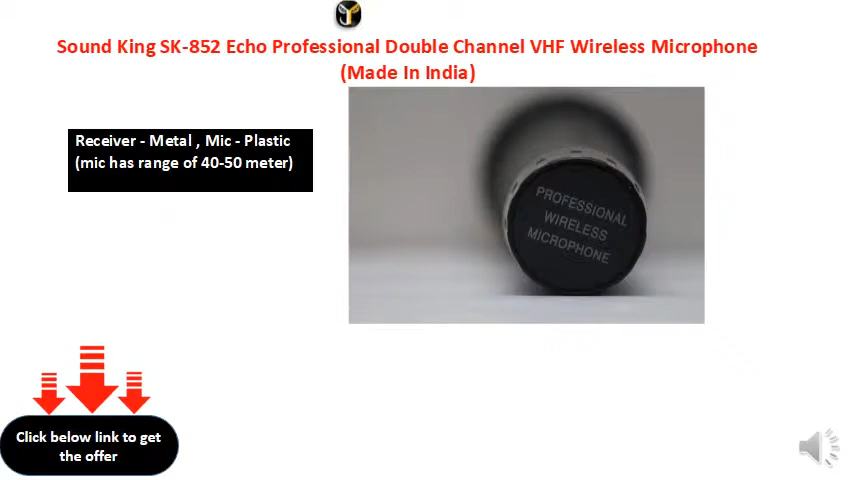 Sound King SK-852 Echo Professional Double Channel VHF Wireless Microphone
(Made In India)
Receiver - Metal , Mic - Plastic
(mic has range of 40-50 meter)
PROFESSIONAL
WIRELESS
MICROPHONE
Click below link to get
the offer